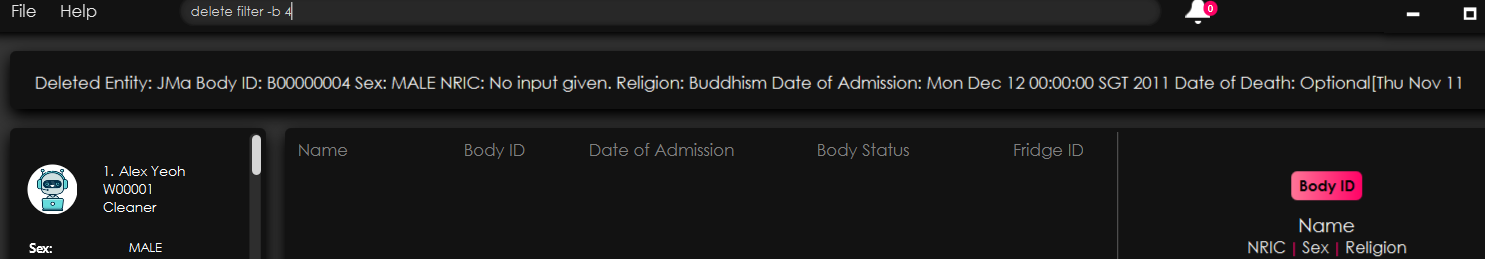 File Help delete filter -b 4 0
Deleted Entity: JMa Body ID: B00000004 Sex: MALE NRIC: No input given. Religion: Buddhism Date of Admission: Mon Dec 12 00:00:00 SGT 2011 Date of Death: Optional[Thu Nov 11
Name Body ID Date of Admission Body Status Fridge ID
1. Alex Yeoh
W00001
Cleaner
Sex: MALE
Body ID
Name
NRIC | Sex | Religion